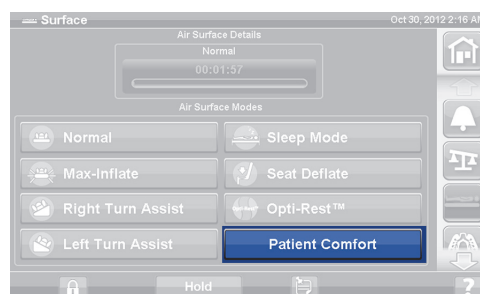 Surface
Oct 30, 2012 2:16 AM
Air Surface Details
Normal
00:01:57
Air Surface Modes
Normal
Sleep Mode
Max-Inflate
Seat Deflate
Right Turn Assist
Opti-Rest™
Left Turn Assist
Patient Comfort
Hold
?